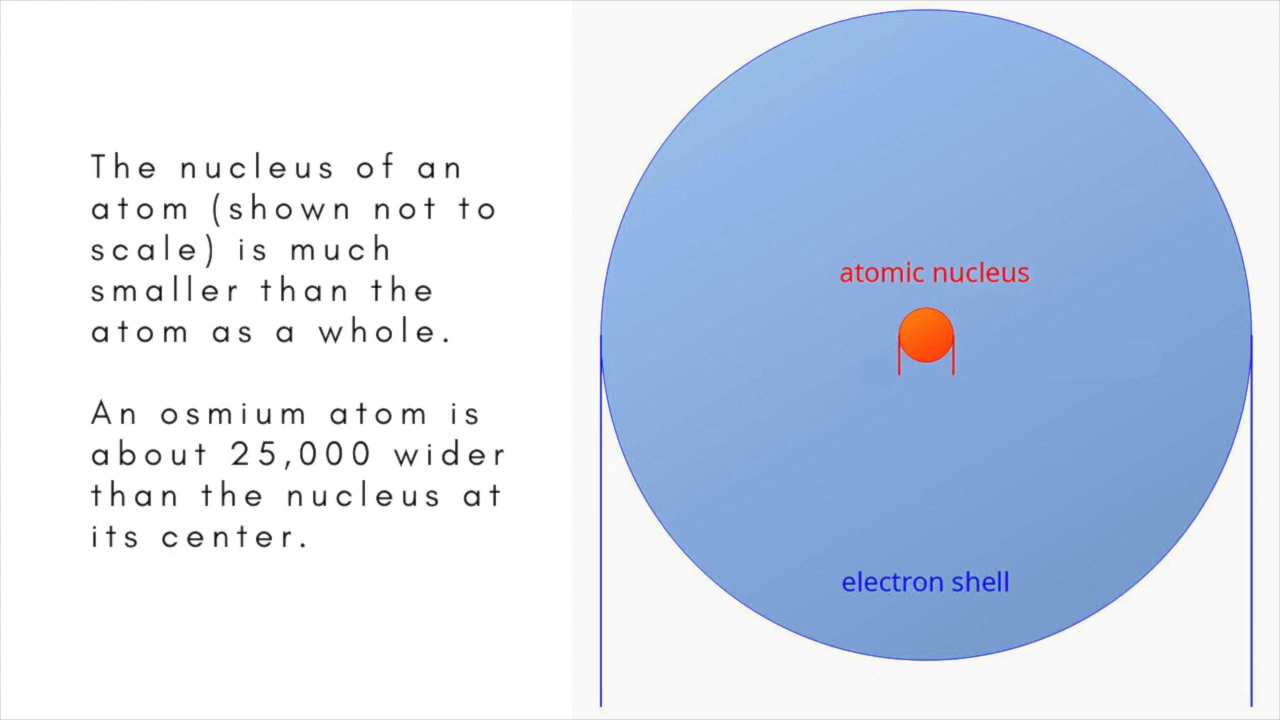 The nucleus of an
atom (shown not to
scale) is much
smaller than the
atom as a whole.
An osmium atom is
about 25,000 wider
than the nucleus at
its center.
atomic nucleus
electron shell